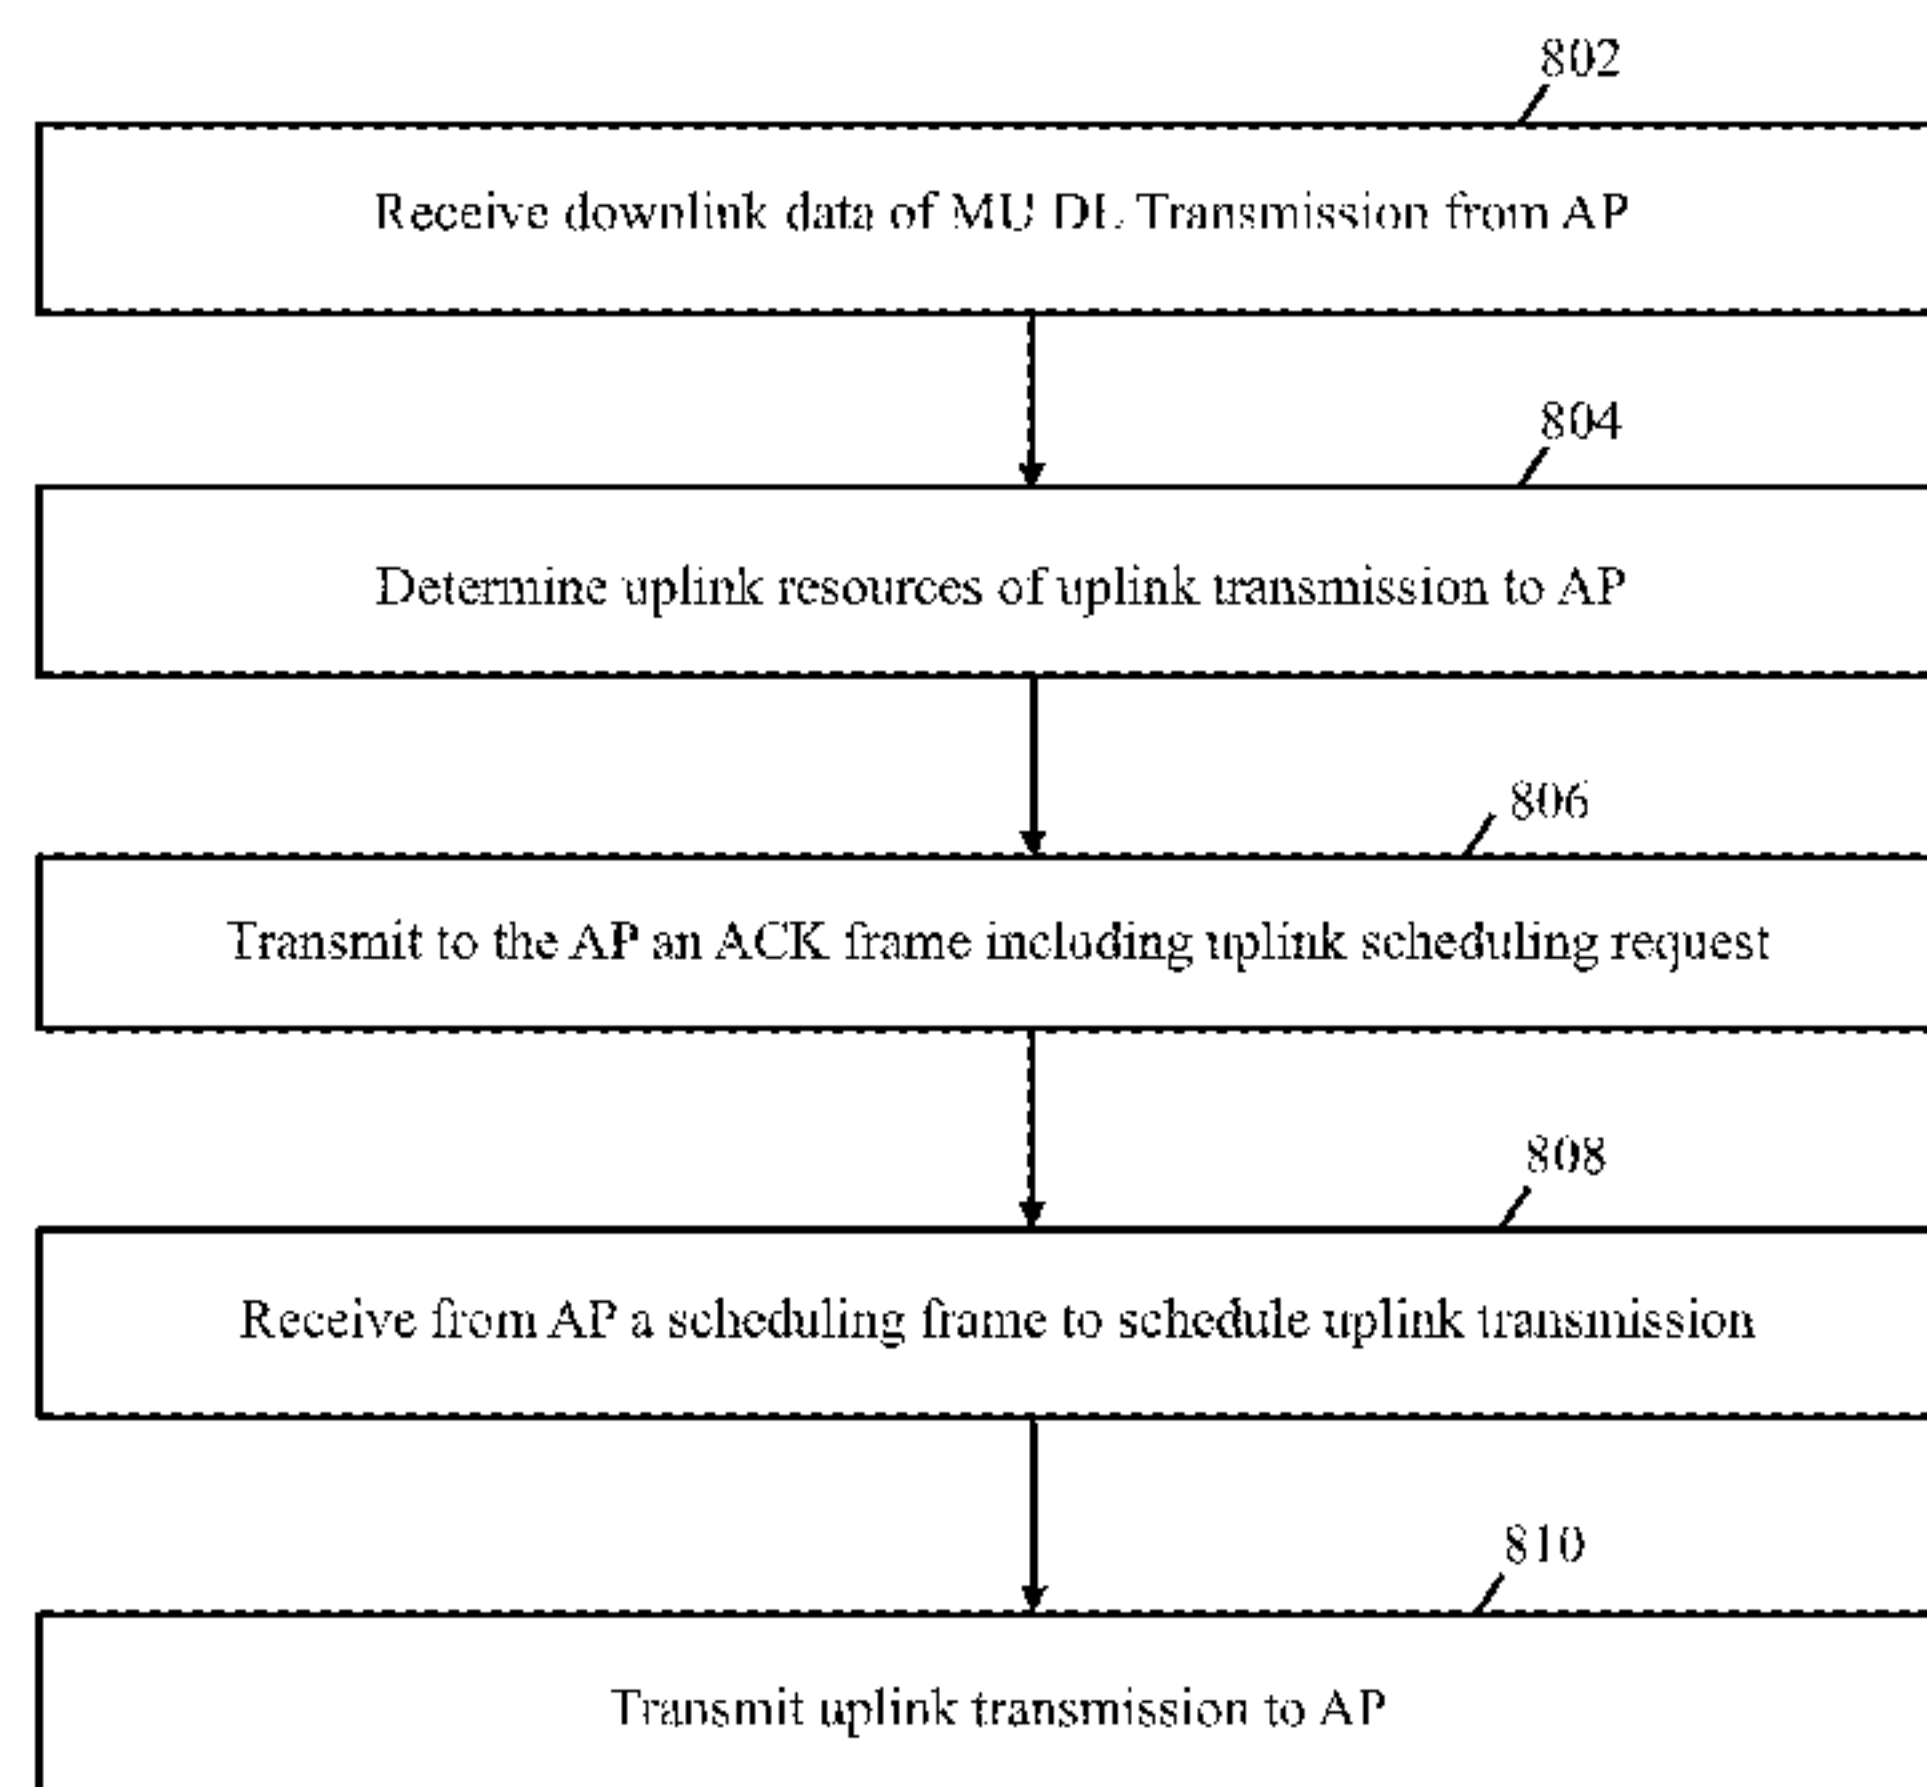 802
Receive downlink data of MU DL Transmission from AP
804
Determine uplink resources of uplink transmission to AP
806
Transmit to the AP an ACK frame including uplink scheduling request
808
Receive from AP a scheduling frame to schedule uplink transmission
810
Transmit uplink transmission to AP